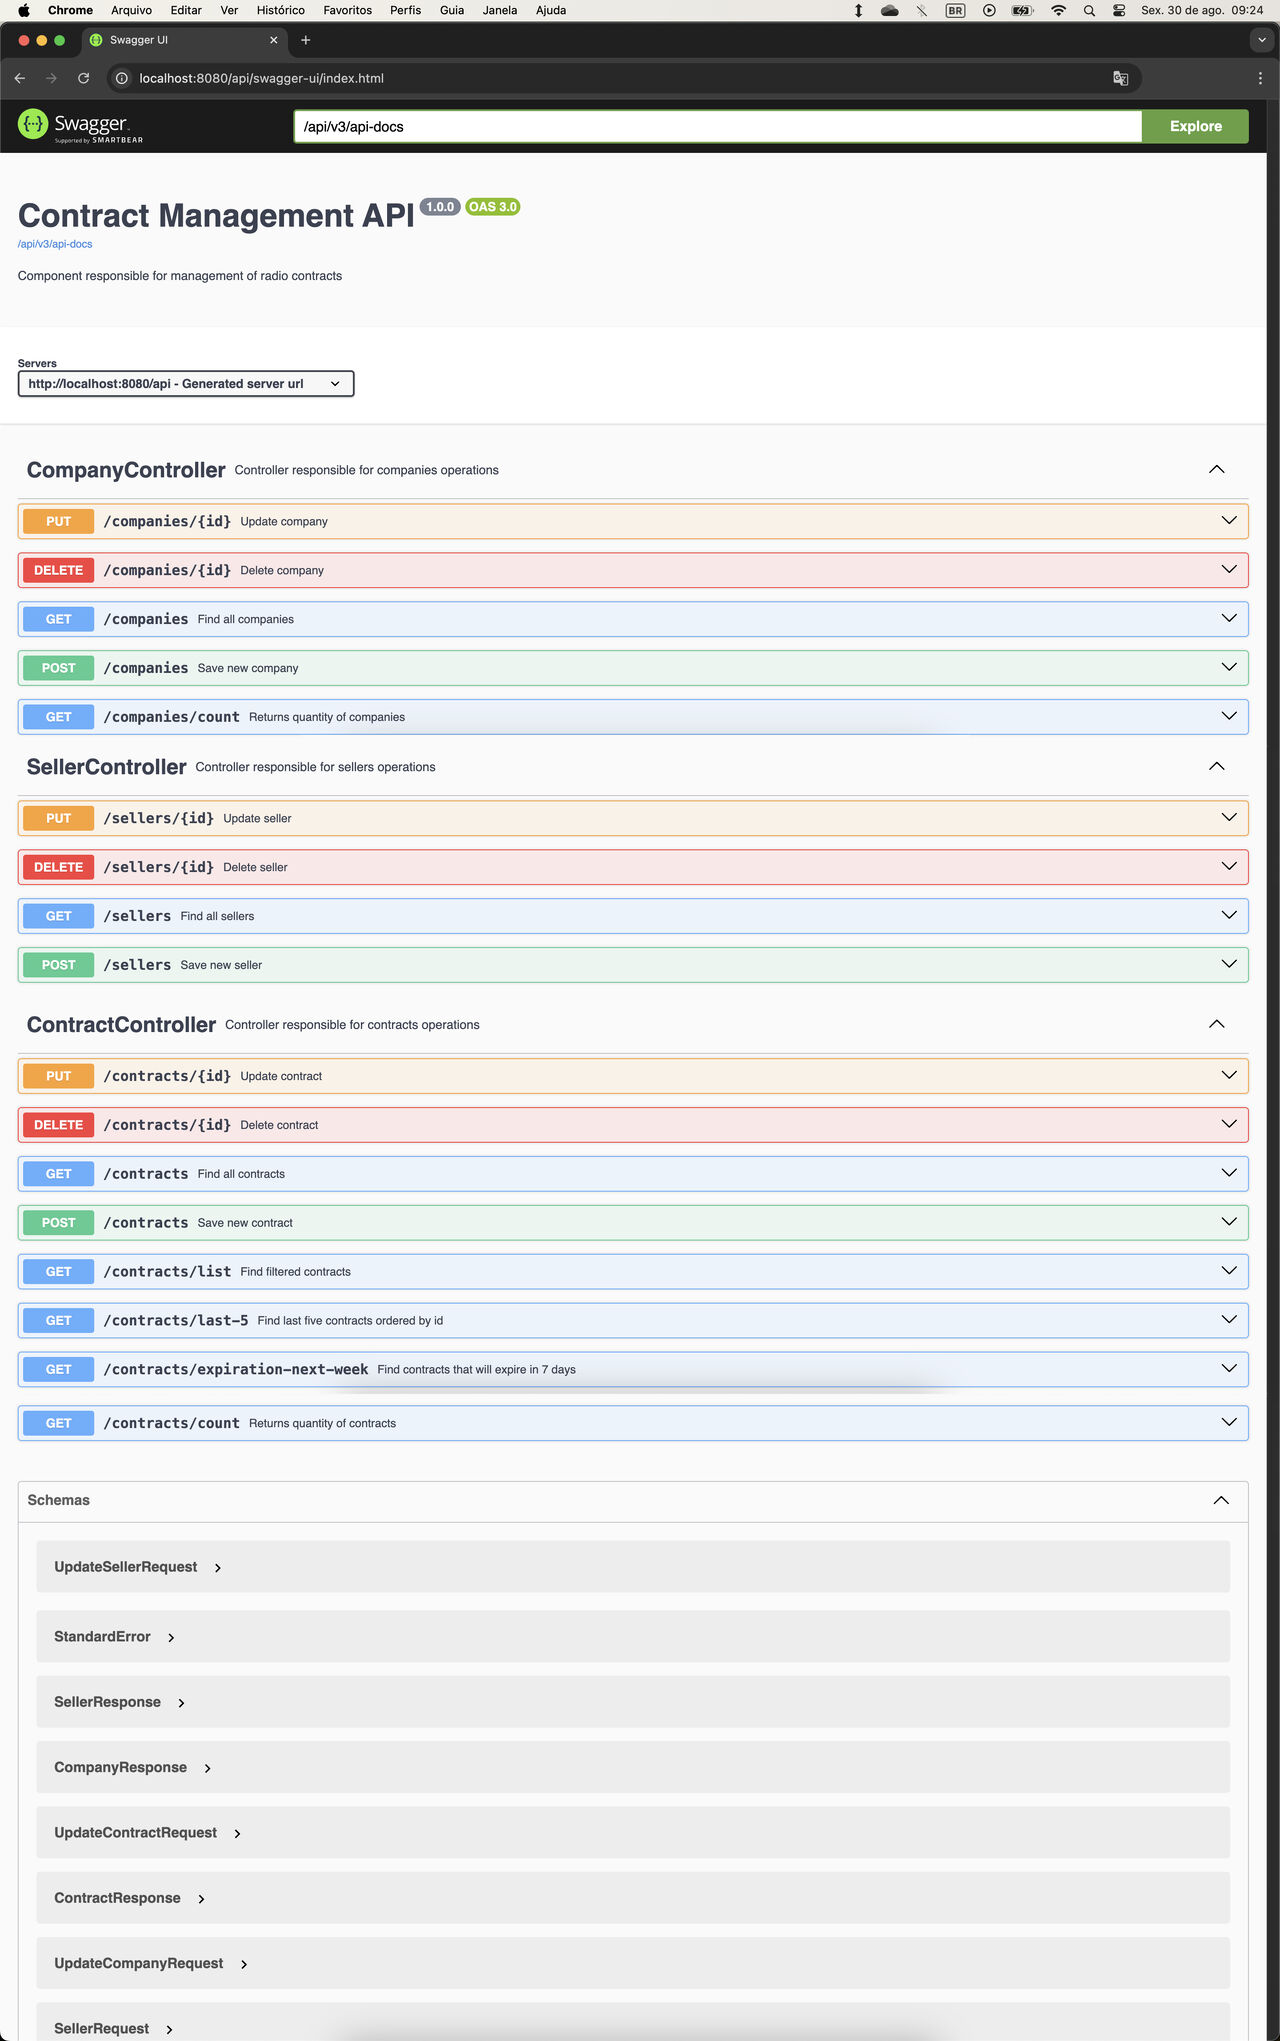 Chrome Arquivo Editar Ver Histórico Favoritos Perfis Guia Janela Ajuda BR Sex. 30 de ago. 09:24
Swagger UI
localhost:8080/api/swagger-ui/index.html
Swagger
Supported by SMARTBEAR
/api/v3/api-docs
Explore
Contract Management API 1.0.0 OAS 3.0
/api/v3/api-docs
Component responsible for management of radio contracts
Servers
http://localhost:8080/api - Generated server url
CompanyController Controller responsible for companies operations
PUT /companies/{id} Update company
DELETE /companies/{id} Delete company
GET /companies Find all companies
POST /companies Save new company
GET /companies/count Returns quantity of companies
SellerController Controller responsible for sellers operations
PUT /sellers/{id} Update seller
DELETE /sellers/{id} Delete seller
GET /sellers Find all sellers
POST /sellers Save new seller
ContractController Controller responsible for contracts operations
PUT /contracts/{id} Update contract
DELETE /contracts/{id} Delete contract
GET /contracts Find all contracts
POST /contracts Save new contract
GET /contracts/list Find filtered contracts
GET /contracts/last-5 Find last five contracts ordered by id
GET /contracts/expiration-next-week Find contracts that will expire in 7 days
GET /contracts/count Returns quantity of contracts
Schemas
UpdateSellerRequest
StandardError
SellerResponse
CompanyResponse
UpdateContractRequest
ContractResponse
UpdateCompanyRequest
SellerRequest